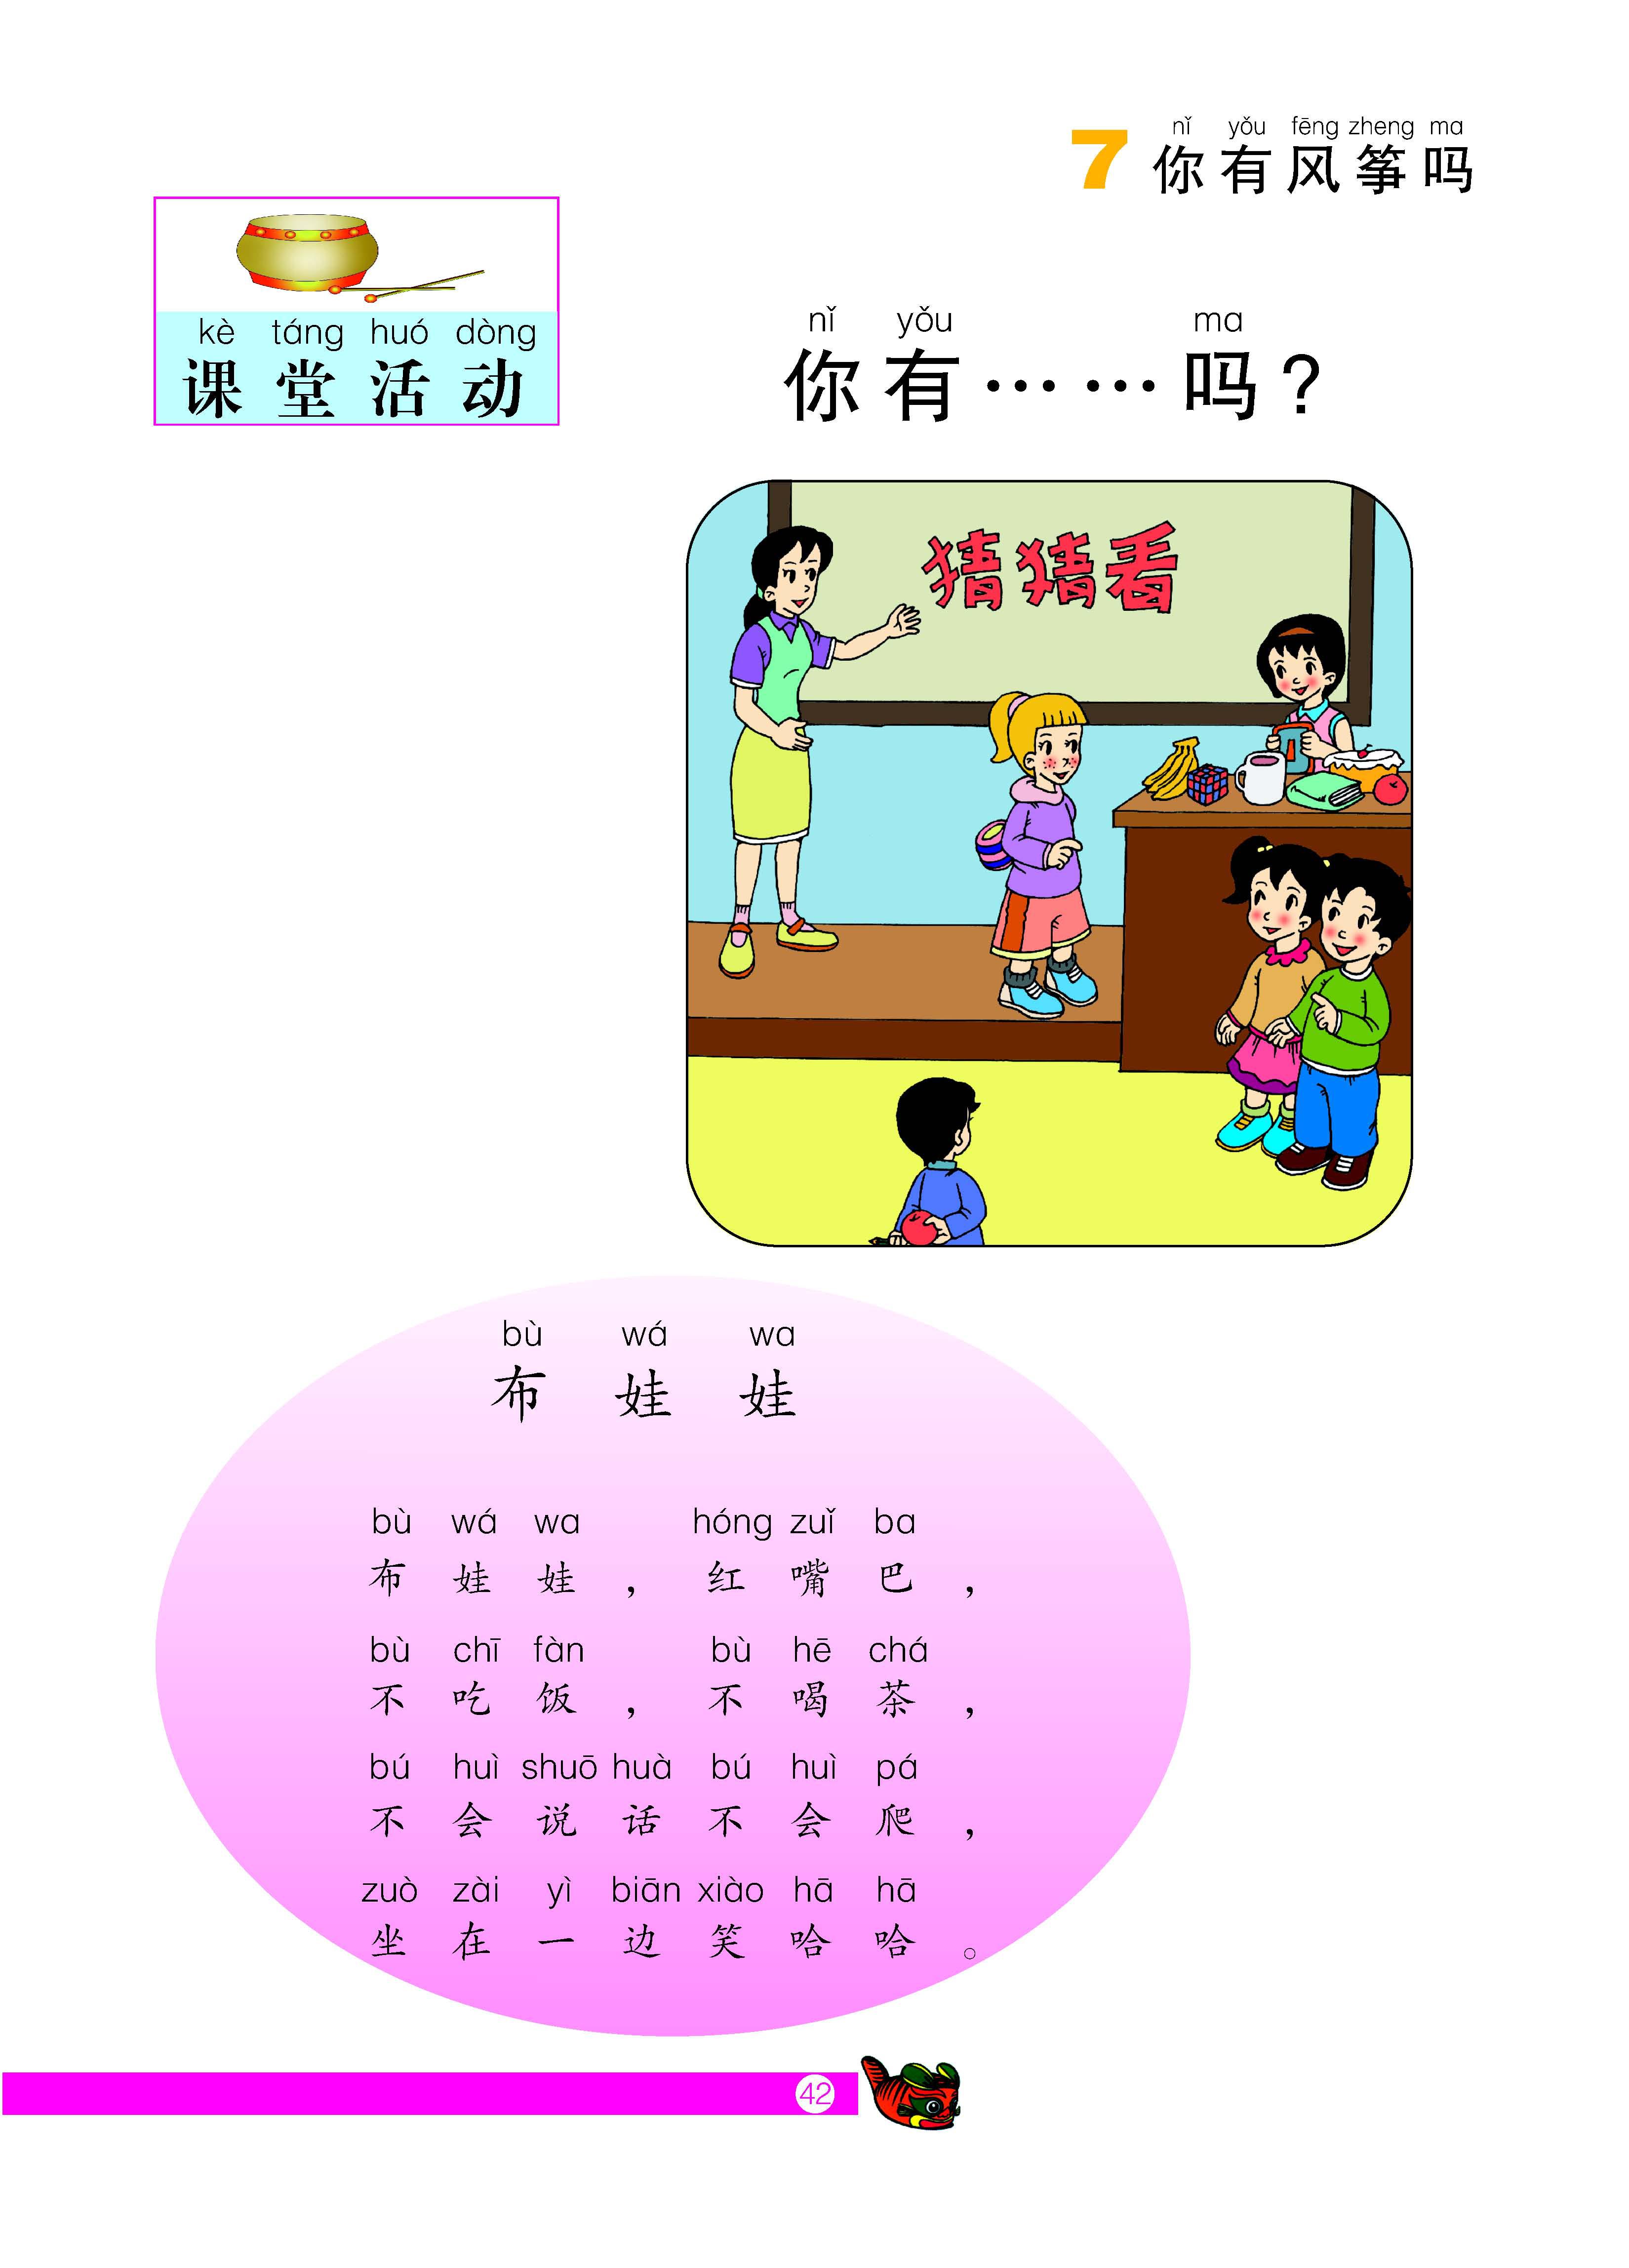 7 nǐ yǒu fēng zheng ma
你有风筝吗
kè táng huó dòng
课堂活动
nǐ yǒu ma
你有……吗？
猜猜看
bù wá wa
布娃娃
bù wá wa hóng zuǐ ba
布娃娃，红嘴巴，
bù chī fàn bù hē chá
不吃饭，不喝茶，
bú huì shuō huà bú huì pá
不会说话不会爬，
zuò zài yì biān xiào hā hā
坐在一边笑哈哈。
42